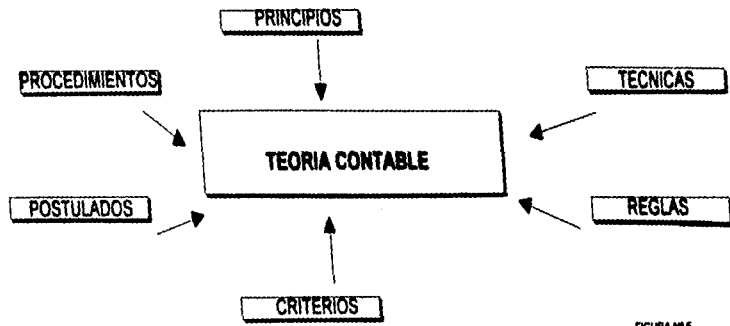 PRINCIPIOS
PROCEDIMIENTOS
TECNICAS
TEORIA CONTABLE
POSTULADOS
REGLAS
CRITERIOS